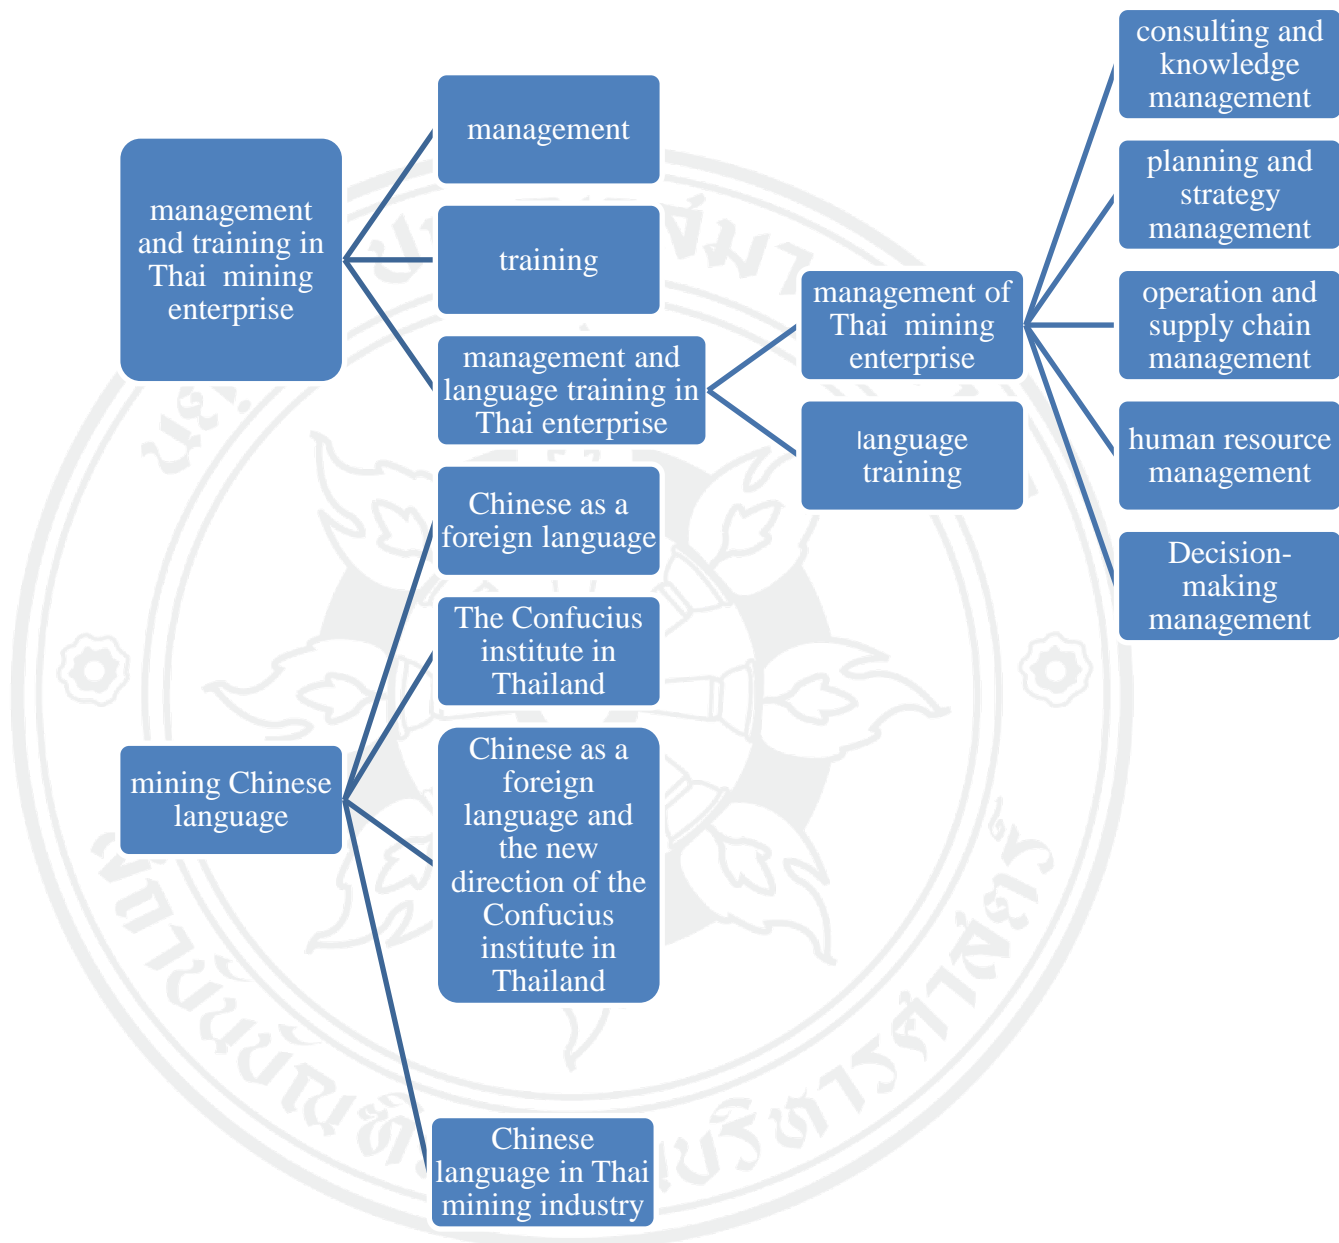 management
and training in
Thai mining
enterprise
management
training
management and
language training in
Thai enterprise
management of
Thai mining
enterprise
language
training
consulting and
knowledge
management
planning and
strategy
management
operation and
supply chain
management
human resource
management
Decision-
making
management
mining Chinese
language
Chinese as a
foreign language
The Confucius
institute in
Thailand
Chinese as a
foreign
language and
the new
direction of the
Confucius
institute in
Thailand
Chinese
language in Thai
mining industry